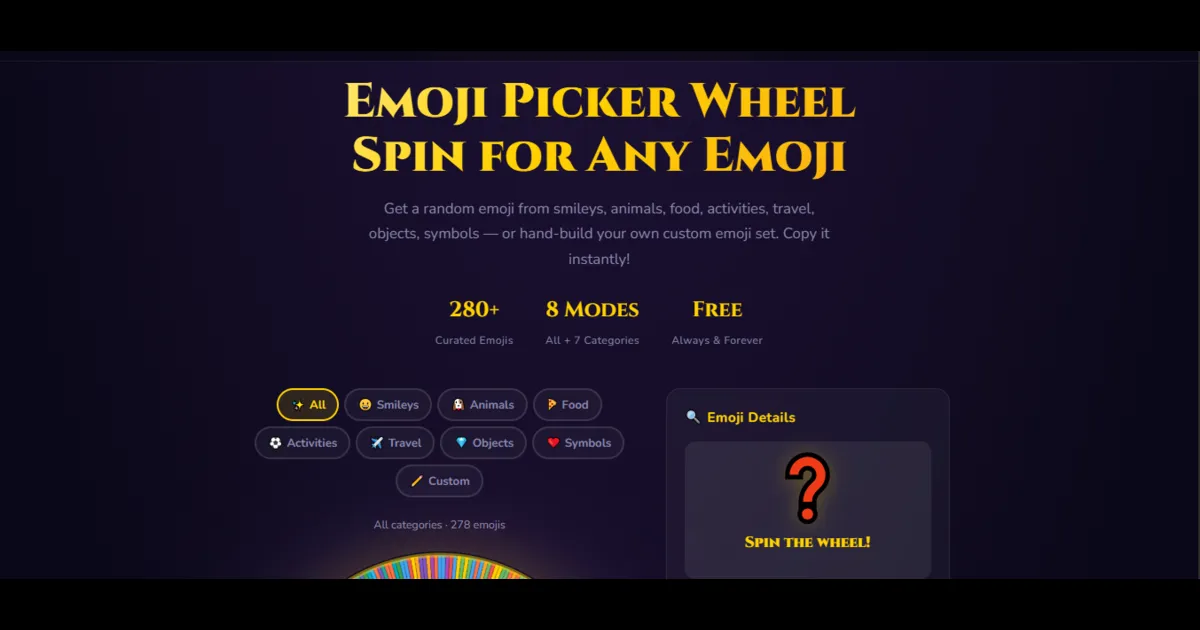 Emoji Picker Wheel
Spin for Any Emoji
Get a random emoji from smileys, animals, food, activities, travel,
objects, symbols — or hand-build your own custom emoji set. Copy it
instantly!
280+ 8 Modes Free
Curated Emojis All + 7 Categories Always & Forever
All Smileys Animals Food
Activities Travel Objects Symbols
Custom
All categories · 278 emojis
Emoji Details
Spin the wheel!